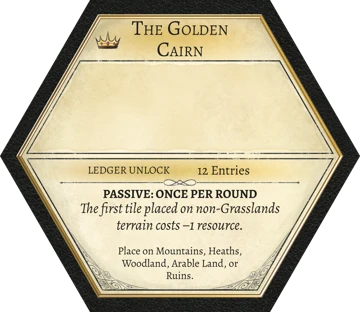 The Golden
Cairn
LEDGER UNLOCK 12 Entries
PASSIVE: ONCE PER ROUND
The first tile placed on non-Grasslands
terrain costs –1 resource.
Place on Mountains, Heaths,
Woodland, Arable Land, or
Ruins.